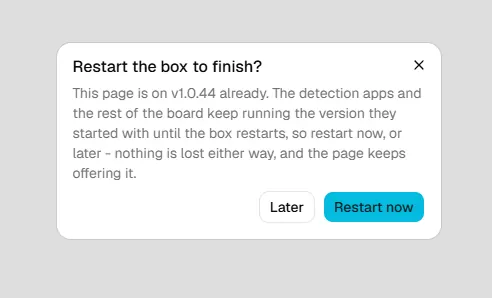 Restart the box to finish?
This page is on v1.0.44 already. The detection apps and
the rest of the board keep running the version they
started with until the box restarts, so restart now, or
later - nothing is lost either way, and the page keeps
offering it.
Later
Restart now